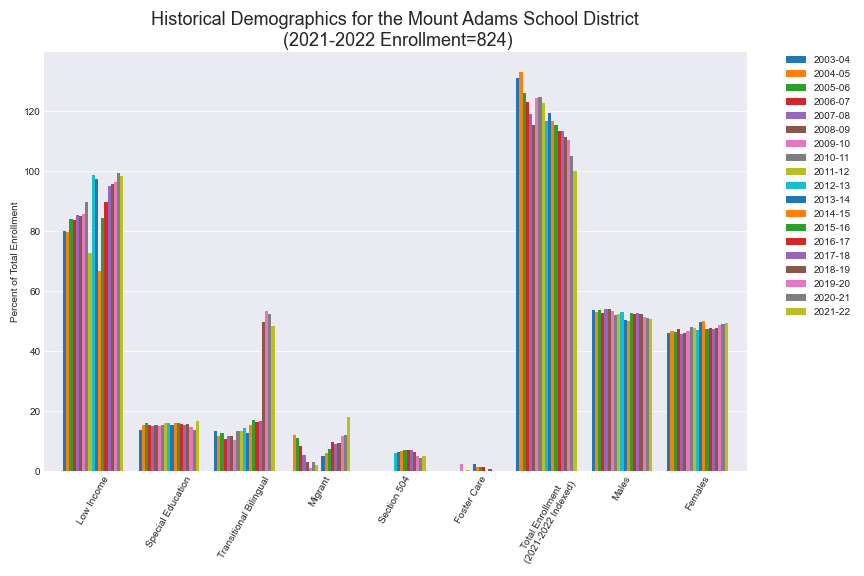 Historical Demographics for the Mount Adams School District
(2021-2022 Enrollment=824)
Percent of Total Enrollment
120
100
80
60
40
20
0
Low Income
Special Education
Transitional Bilingual
Migrant
Section 504
Foster Care
Total Enrollment
(2021-2022 Indexed)
Males
Females
2003-04
2004-05
2005-06
2006-07
2007-08
2008-09
2009-10
2010-11
2011-12
2012-13
2013-14
2014-15
2015-16
2016-17
2017-18
2018-19
2019-20
2020-21
2021-22